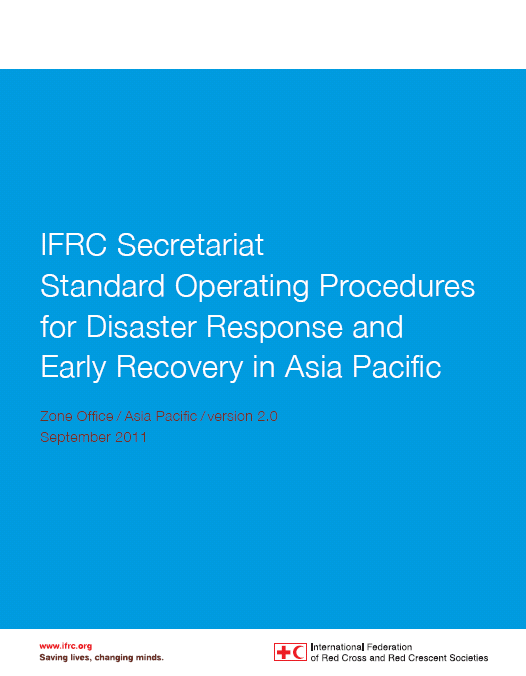 IFRC Secretariat
Standard Operating Procedures
for Disaster Response and
Early Recovery in Asia Pacific
Zone Office / Asia Pacific / version 2.0
September 2011
www.ifrc.org
Saving lives, changing minds.
International Federation
of Red Cross and Red Crescent Societies